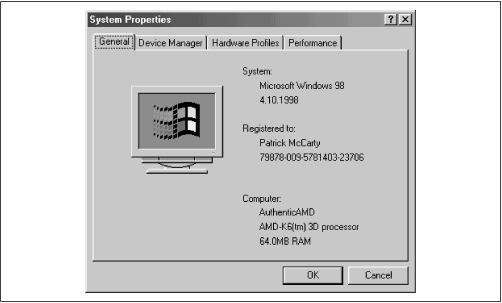 System Properties
General Device Manager Hardware Profiles Performance
System:
Microsoft Windows 98
4.10.1998
Registered to:
Patrick McCarty
79878-009-5781403-23706
Computer:
AuthenticAMD
AMD-K6(tm) 3D processor
64.0MB RAM
OK Cancel